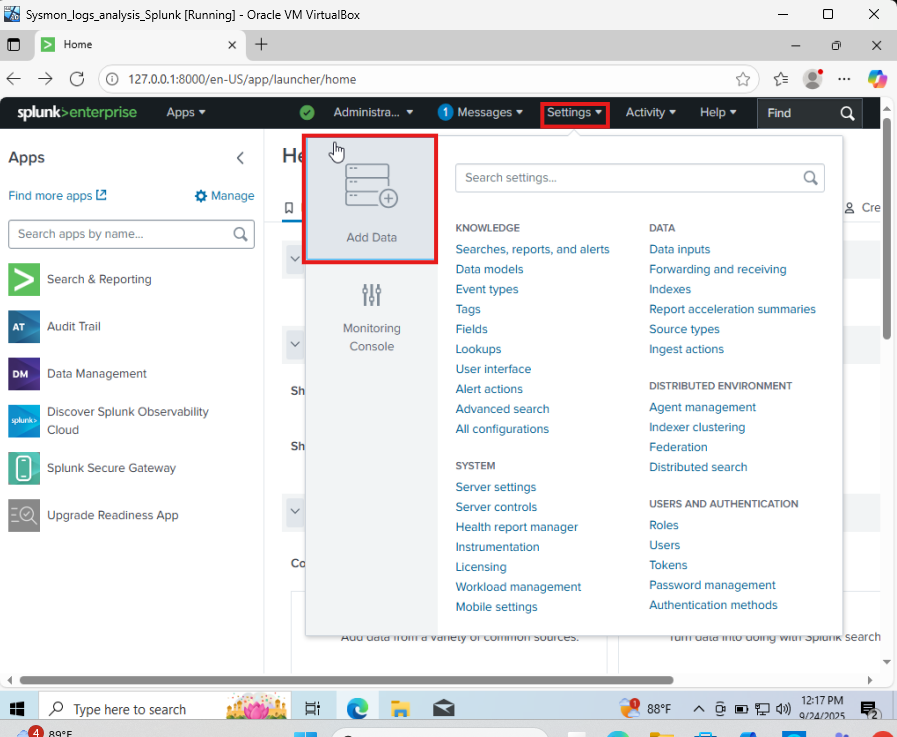 Sysmon_logs_analysis_Splunk [Running] - Oracle VM VirtualBox
Home
127.0.0.1:8000/en-US/app/launcher/home
splunk>enterprise Apps Administra... 1 Messages Settings Activity Help Find
Apps
Find more apps Manage
Search apps by name...
Search & Reporting
AT Audit Trail
DM Data Management
splunk> Discover Splunk Observability
Cloud
Splunk Secure Gateway
Upgrade Readiness App
He
Cre
Sh
Sh
Co
Add Data
Monitoring
Console
Search settings...
KNOWLEDGE
Searches, reports, and alerts
Data models
Event types
Tags
Fields
Lookups
User interface
Alert actions
Advanced search
All configurations
SYSTEM
Server settings
Server controls
Health report manager
Instrumentation
Licensing
Workload management
Mobile settings
DATA
Data inputs
Forwarding and receiving
Indexes
Report acceleration summaries
Source types
Ingest actions
DISTRIBUTED ENVIRONMENT
Agent management
Indexer clustering
Federation
Distributed search
USERS AND AUTHENTICATION
Roles
Users
Tokens
Password management
Authentication methods
Add data from a variety of common sources.
Turn data into doing with Splunk search
Type here to search
1 88°F
12:17 PM
9/24/2025
2
4 89°F